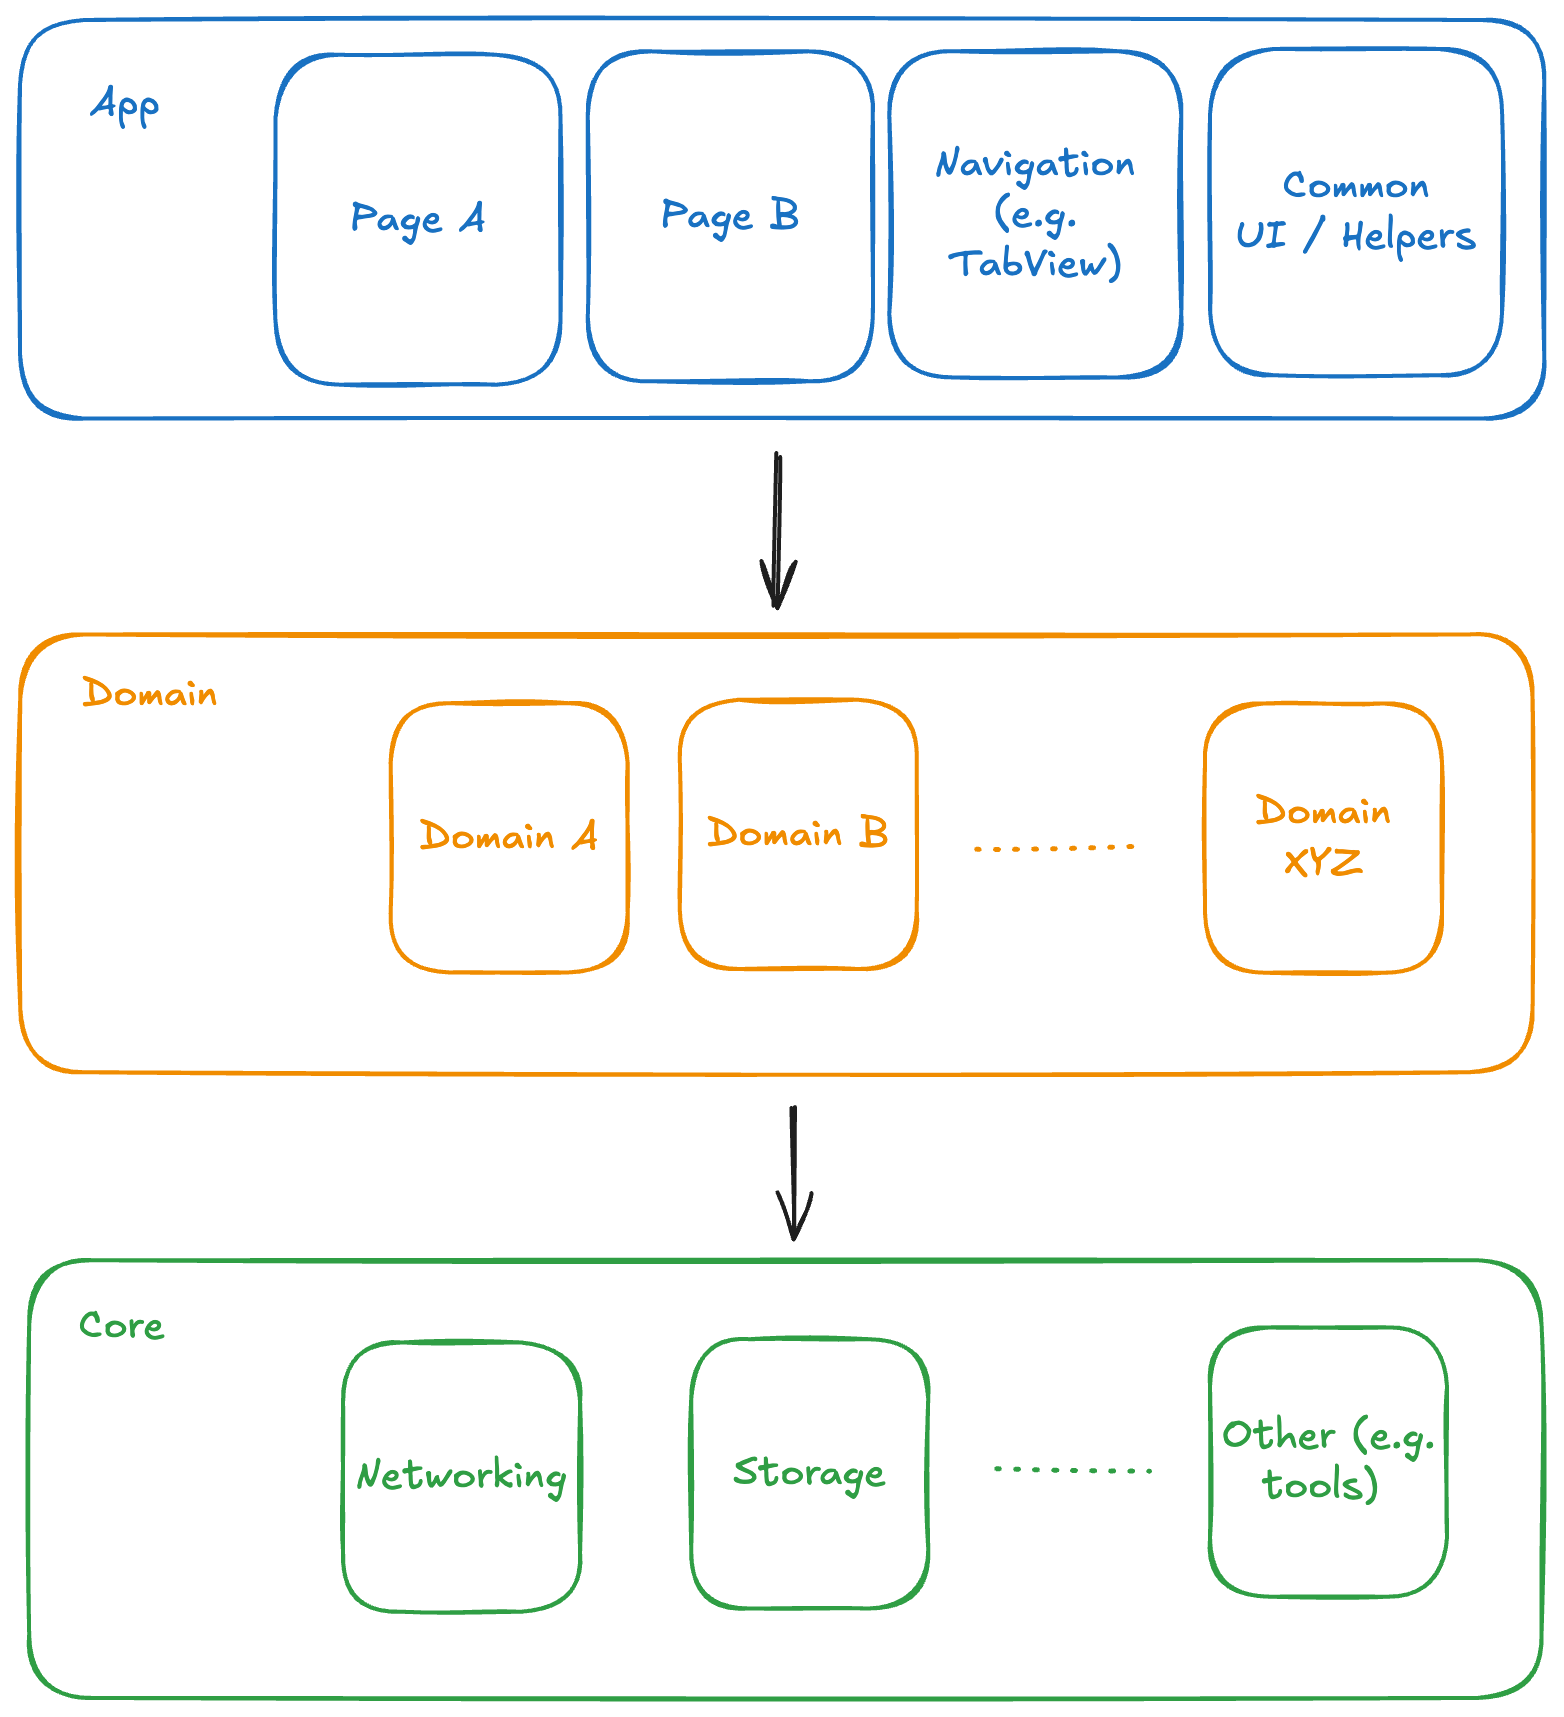 App
Page A
Page B
Navigation
(e.g.
TabView)
Common
UI / Helpers
Domain
Domain A
Domain B
Domain
XYZ
Core
Networking
Storage
Other (e.g.
tools)